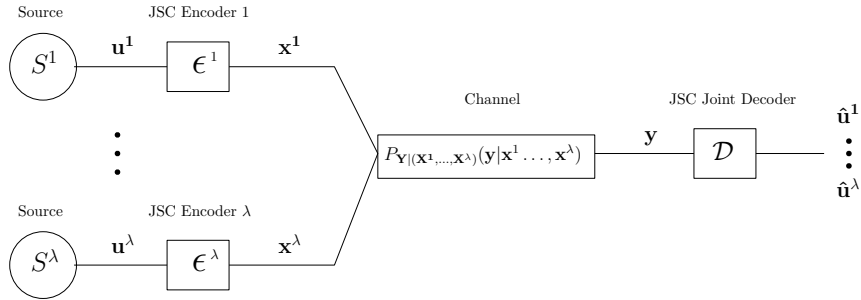 Source
JSC Encoder 1
S¹
u¹
ϵ¹
x¹
Channel
JSC Joint Decoder
P_{Y|(X¹,...,X^λ)}(y|x¹ ..., x^λ)
y
𝒟
û¹
û^λ
Source
JSC Encoder λ
S^λ
u^λ
ϵ^λ
x^λ